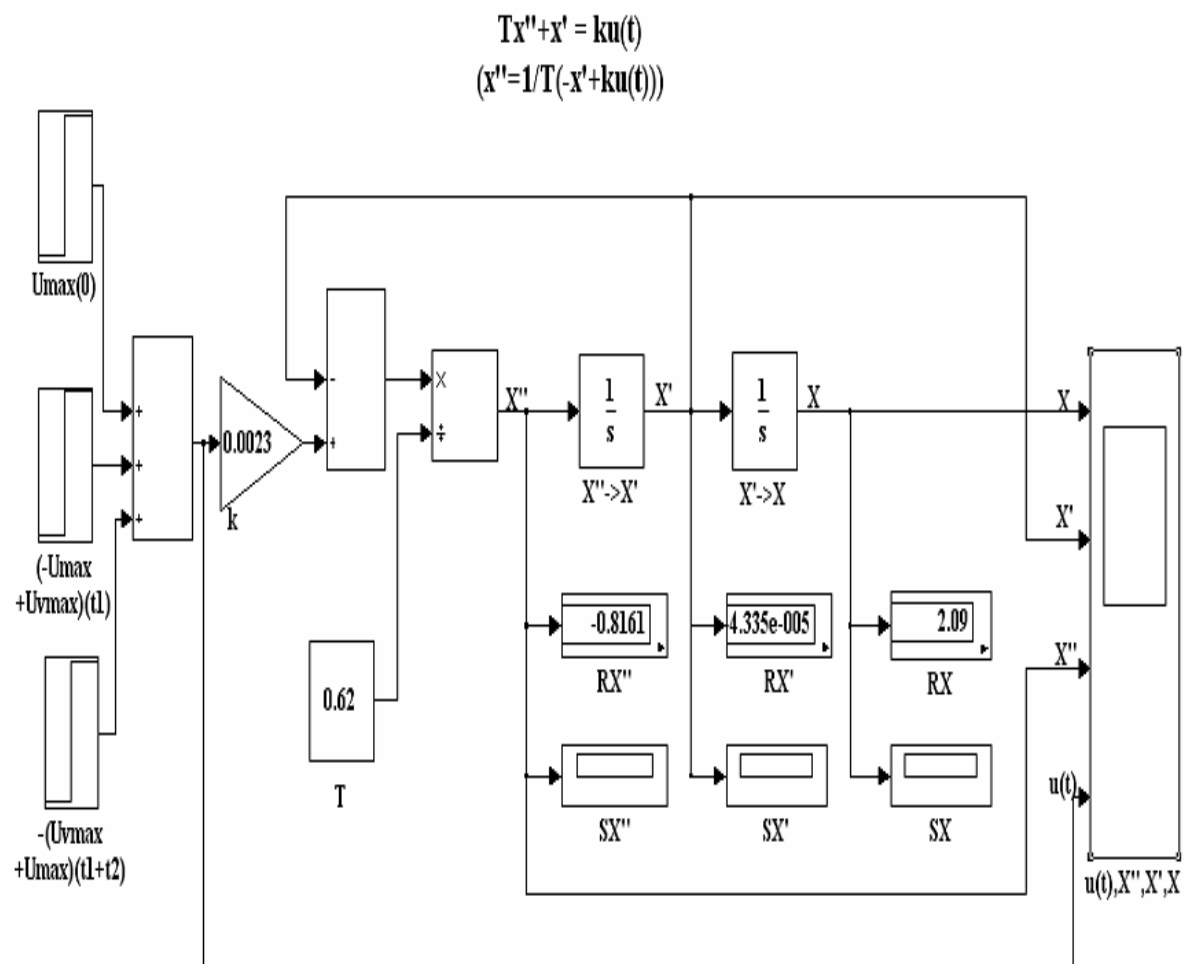 Tx"+x' = ku(t)
(x"=1/T(-x'+ku(t)))
Umax(0)
+
+
+
(-Umax
+Uvmax)(t1)
-(Uvmax
+Umax)(t1+t2)
0.0023
k
-
+
×
÷
0.62
T
X"
1
s
X"->X'
X'
1
s
X'->X
X
-0.8161
RX"
4.335e-005
RX'
2.09
RX
SX"
SX'
SX
X
X'
X"
u(t)
u(t),X",X',X